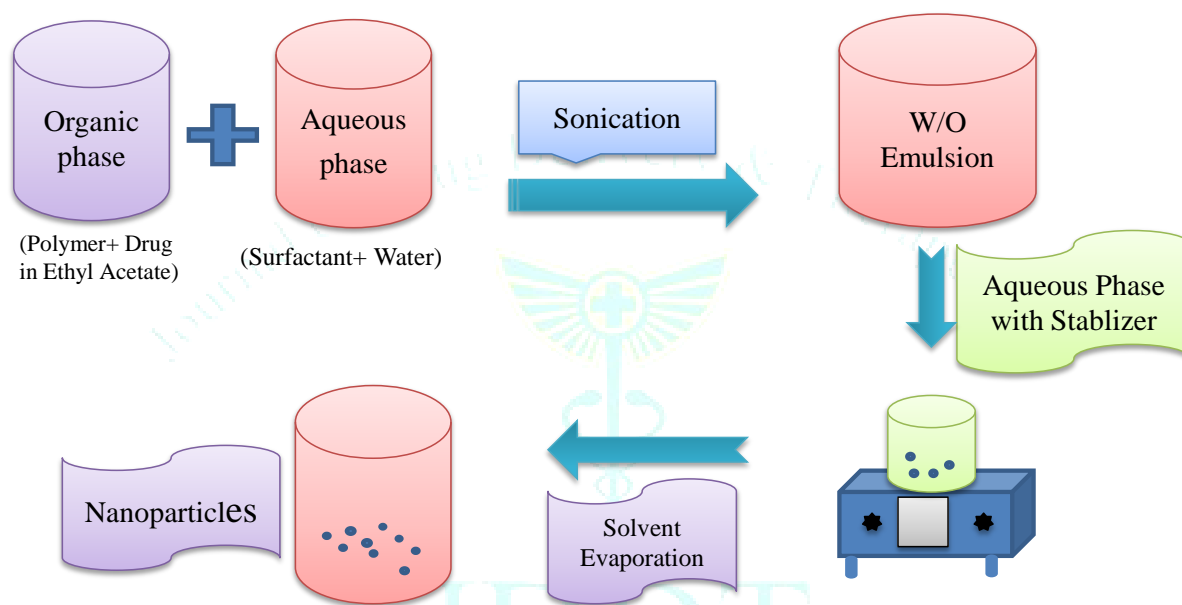 Organic
phase
Aqueous
phase
Sonication
W/O
Emulsion
(Polymer+ Drug
in Ethyl Acetate)
(Surfactant+ Water)
Aqueous Phase
with Stablizer
Nanoparticles
Solvent
Evaporation